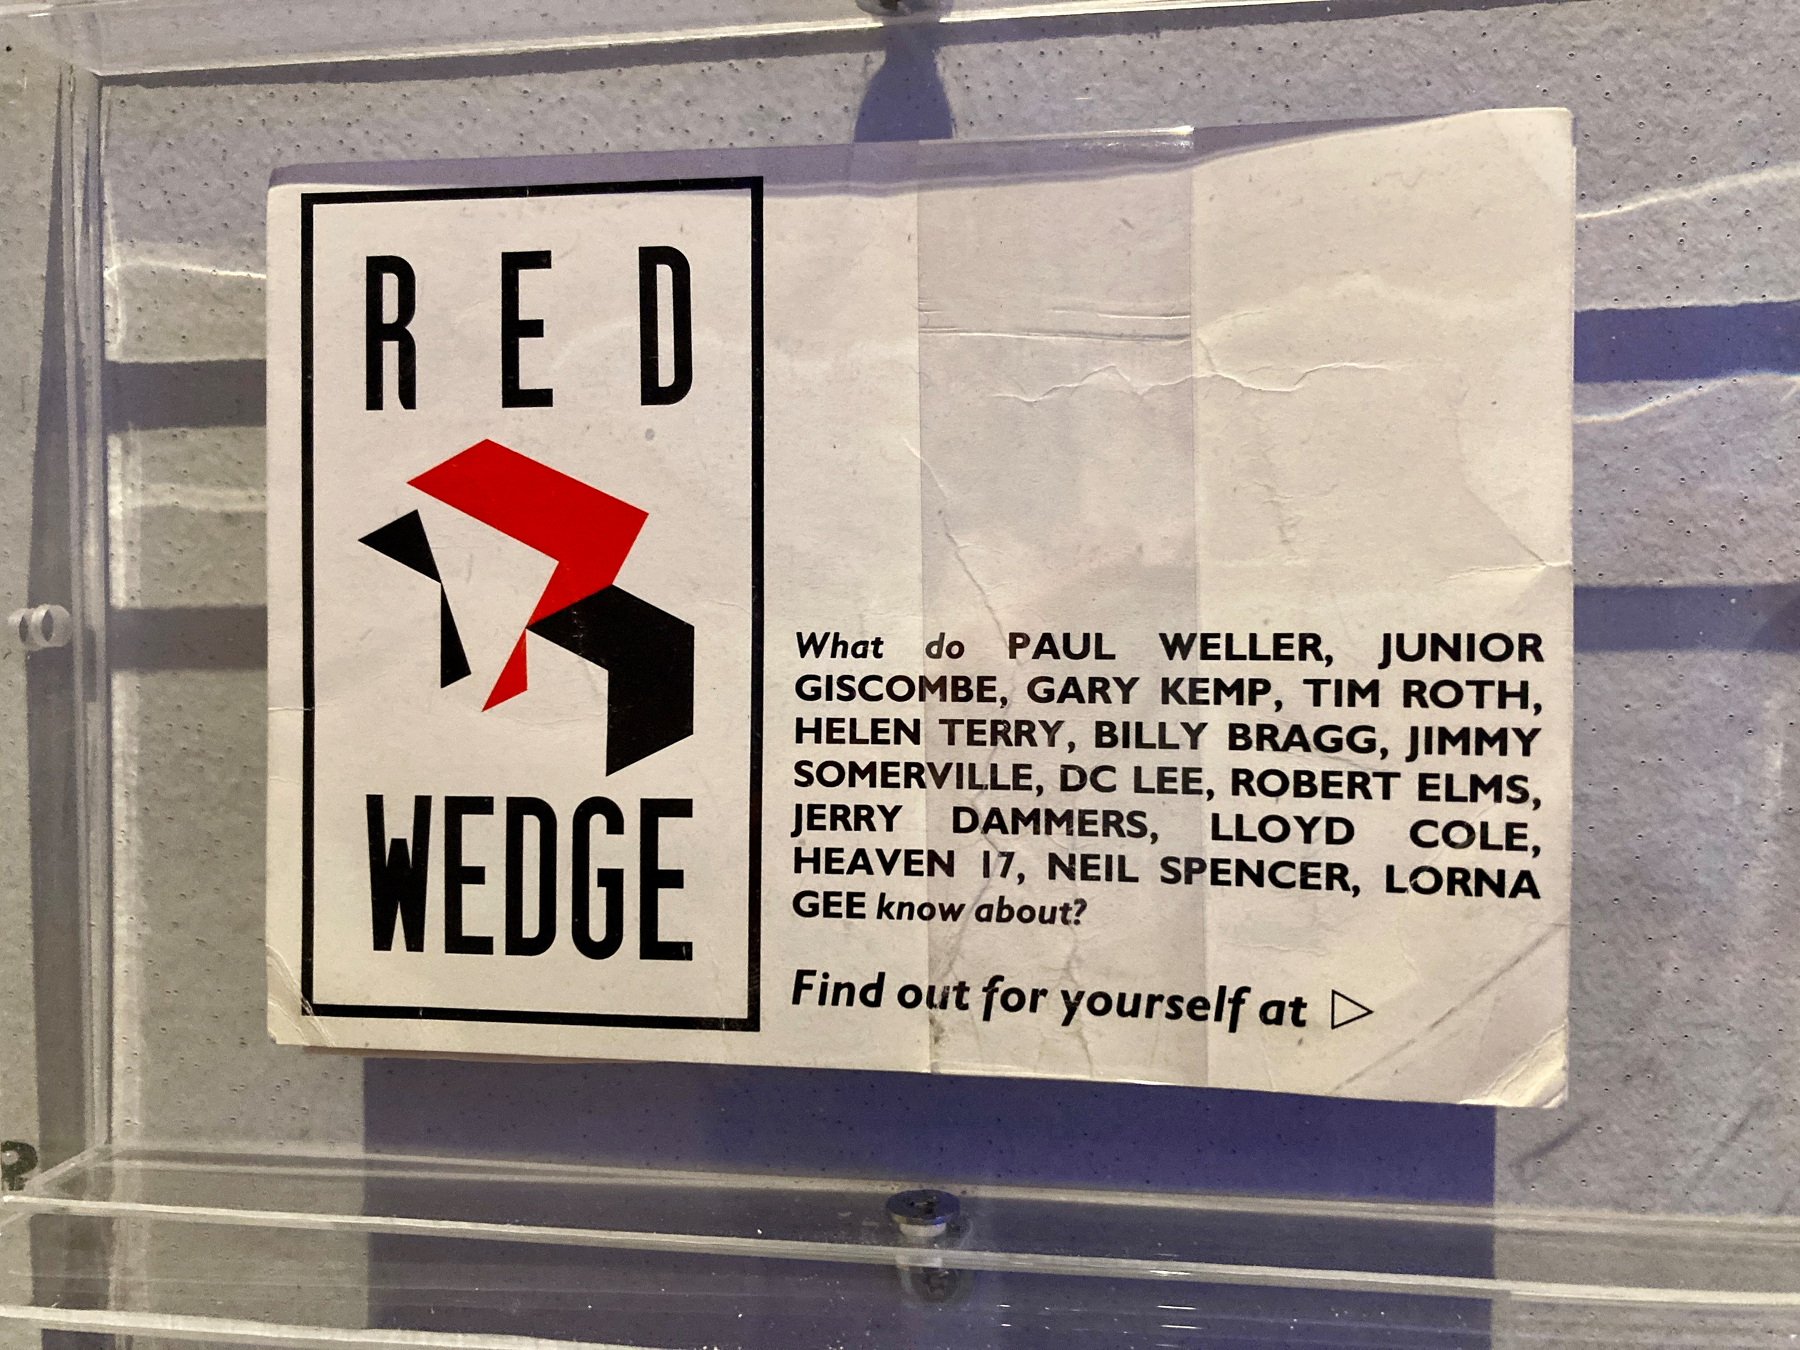 RED
WEDGE
What do PAUL WELLER, JUNIOR
GISCOMBE, GARY KEMP, TIM ROTH,
HELEN TERRY, BILLY BRAGG, JIMMY
SOMERVILLE, DC LEE, ROBERT ELMS,
JERRY DAMMERS, LLOYD COLE,
HEAVEN 17, NEIL SPENCER, LORNA
GEE know about?
Find out for yourself at ▷